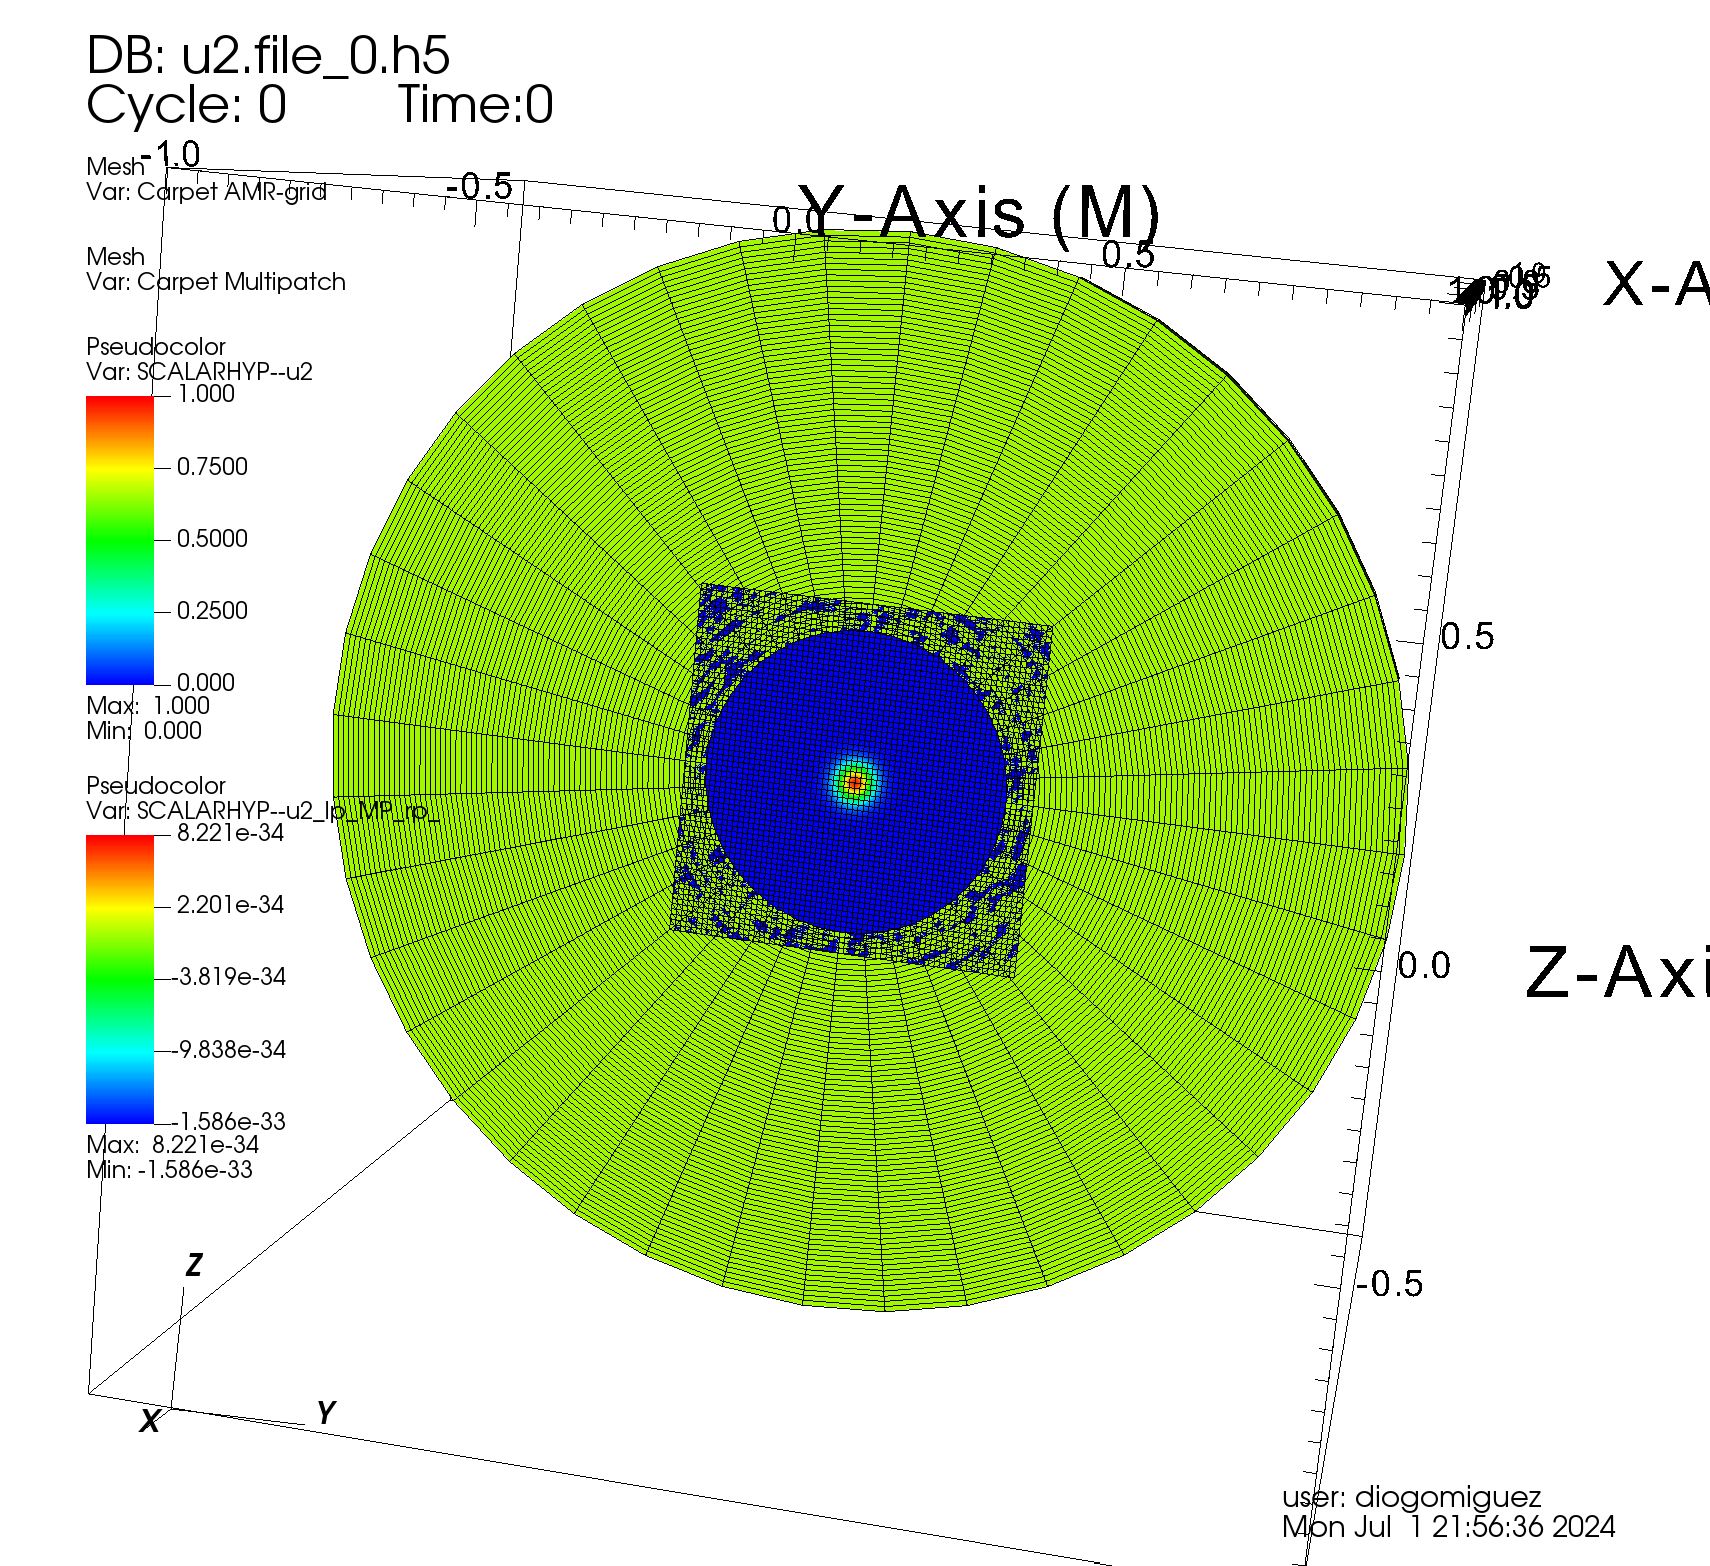 DB: u2.file_0.h5
Cycle: 0 Time:0
Mesh
Var: Carpet AMR-grid
Mesh
Var: Carpet Multipatch
Pseudocolor
Var: SCALARHYP--u2
1.000
0.7500
0.5000
0.2500
0.000
Max: 1.000
Min: 0.000
Pseudocolor
Var: SCALARHYP--u2_lp_MP_rp_
8.221e-34
2.201e-34
-3.819e-34
-9.838e-34
-1.586e-33
Max: 8.221e-34
Min: -1.586e-33
-1.0
-0.5
0.0
Y-Axis (M)
0.5
X-A
0.5
0.0
Z-Axi
-0.5
Z
X
Y
user: diogomiguez
Mon Jul 1 21:56:36 2024